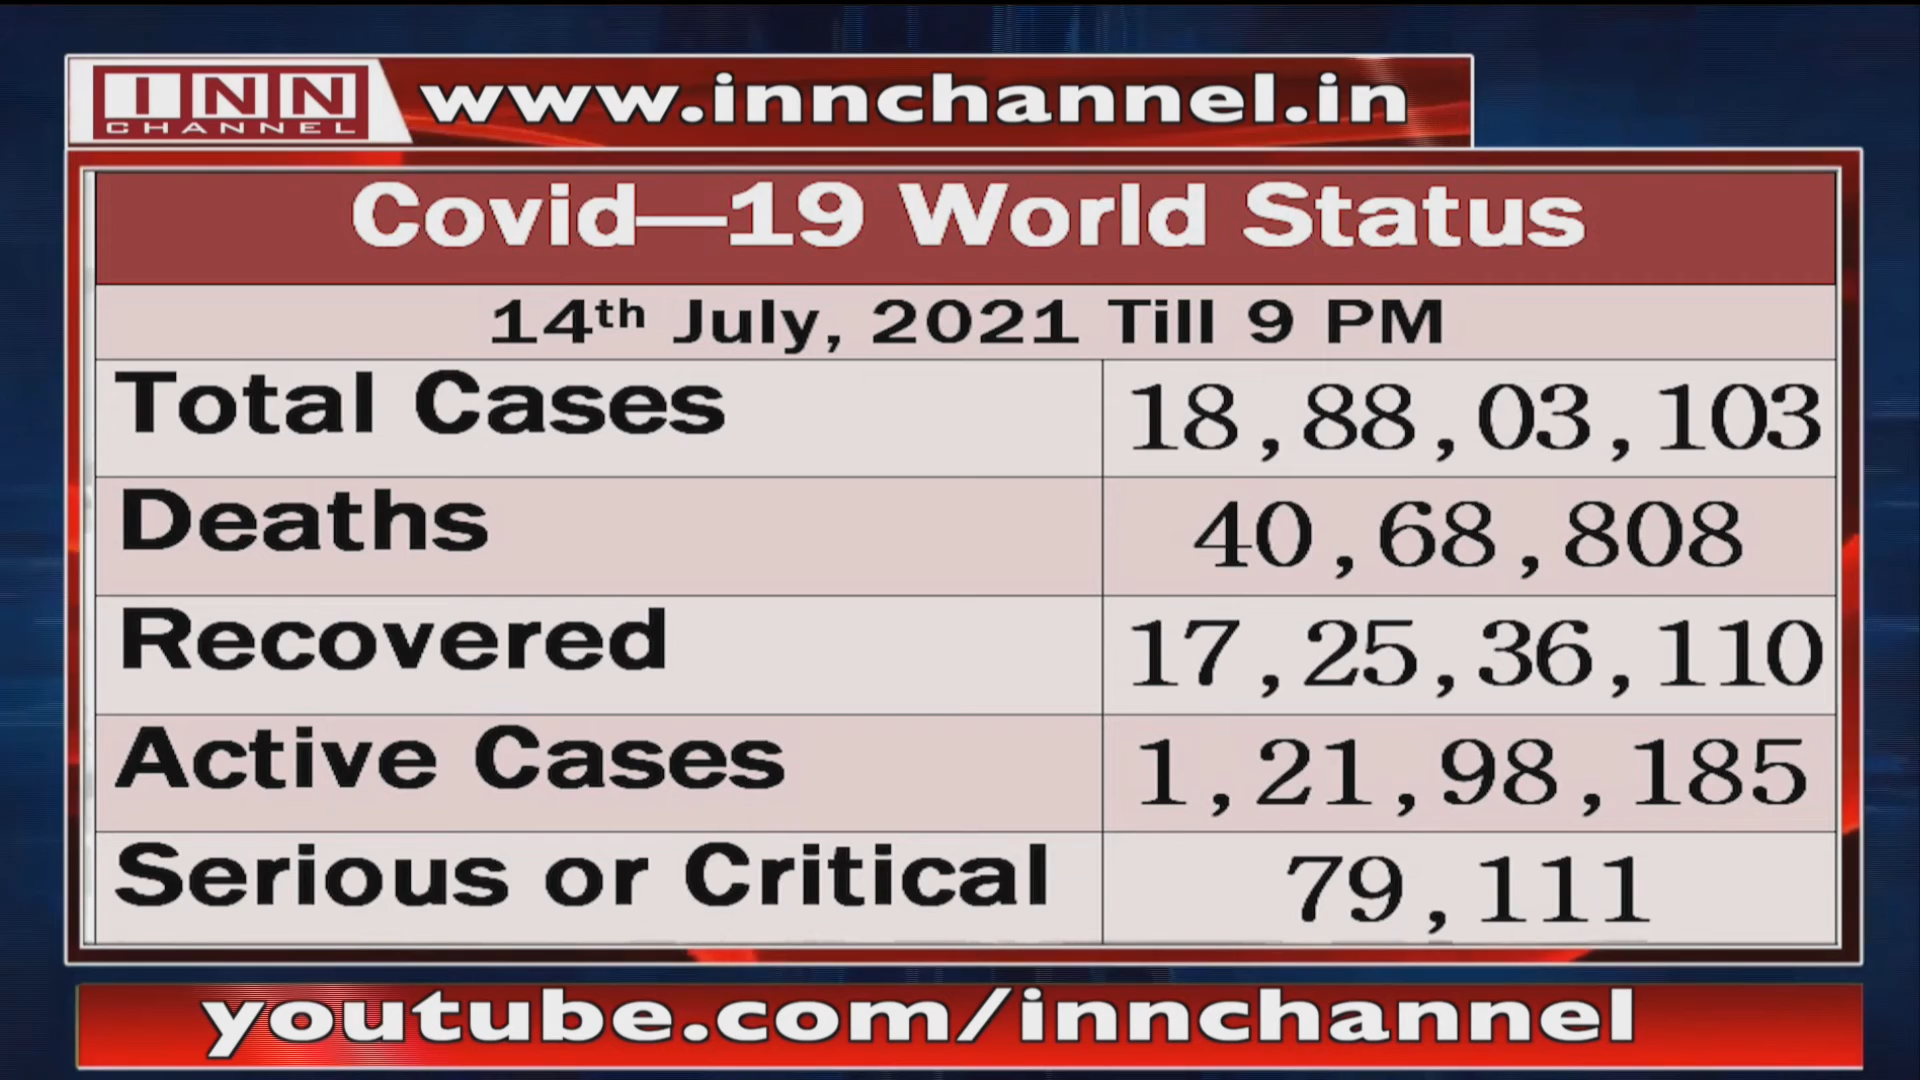 INN
CHANNEL
www.innchannel.in
Covid—19 World Status
14th July, 2021 Till 9 PM
Total Cases 18,88,03,103
Deaths 40,68,808
Recovered 17,25,36,110
Active Cases 1,21,98,185
Serious or Critical 79,111
youtube.com/innchannel